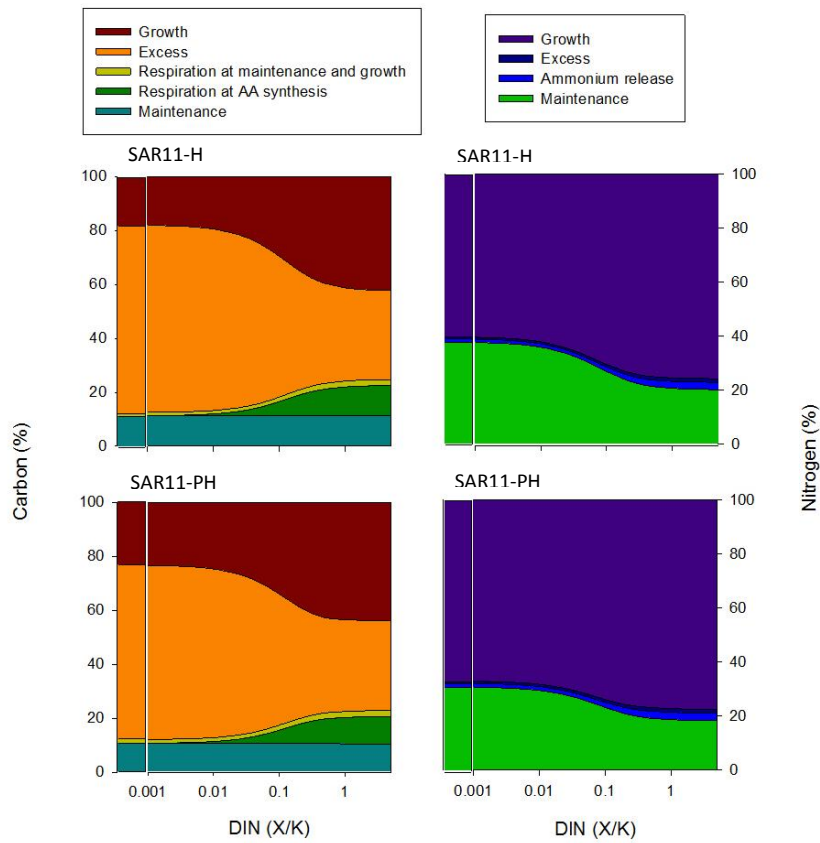 Growth
Excess
Respiration at maintenance and growth
Respiration at AA synthesis
Maintenance
Growth
Excess
Ammonium release
Maintenance
SAR11-H
SAR11-H
100
80
60
40
20
0
100
80
60
40
20
0
Carbon (%)
Nitrogen (%)
SAR11-PH
SAR11-PH
100
80
60
40
20
0
100
80
60
40
20
0
0.001 0.01 0.1 1
0.001 0.01 0.1 1
DIN (X/K)
DIN (X/K)